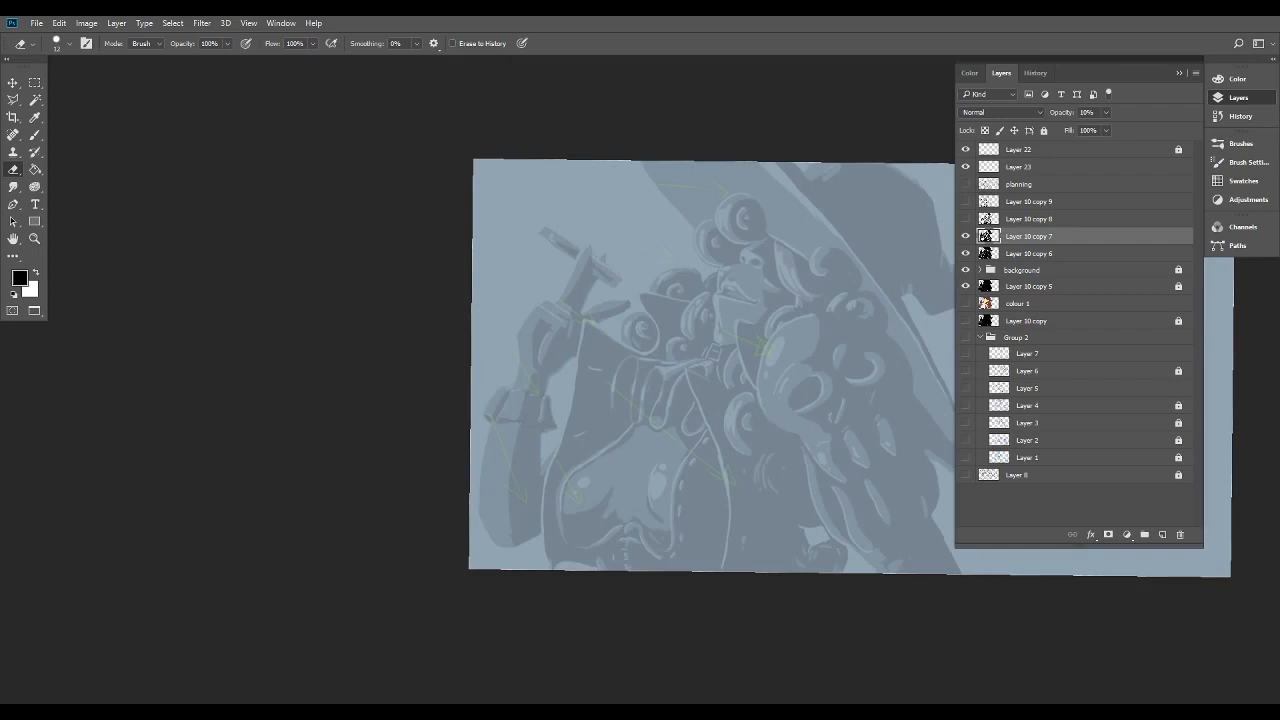 Ps File Edit Image Layer Type Select Filter 3D View Window Help
12 Mode: Brush Opacity: 100% Flow: 100% Smoothing: 0% Erase to History
Color Layers History
Kind
Normal Opacity: 10%
Lock: Fill: 100%
Layer 22
Layer 23
planning
Layer 10 copy 9
Layer 10 copy 8
Layer 10 copy 7
Layer 10 copy 6
background
Layer 10 copy 5
colour 1
Layer 10 copy
Group 2
Layer 7
Layer 6
Layer 5
Layer 4
Layer 3
Layer 2
Layer 1
Layer 8
fx
Color
Layers
History
Brushes
Brush Setti...
Swatches
Adjustments
Channels
Paths